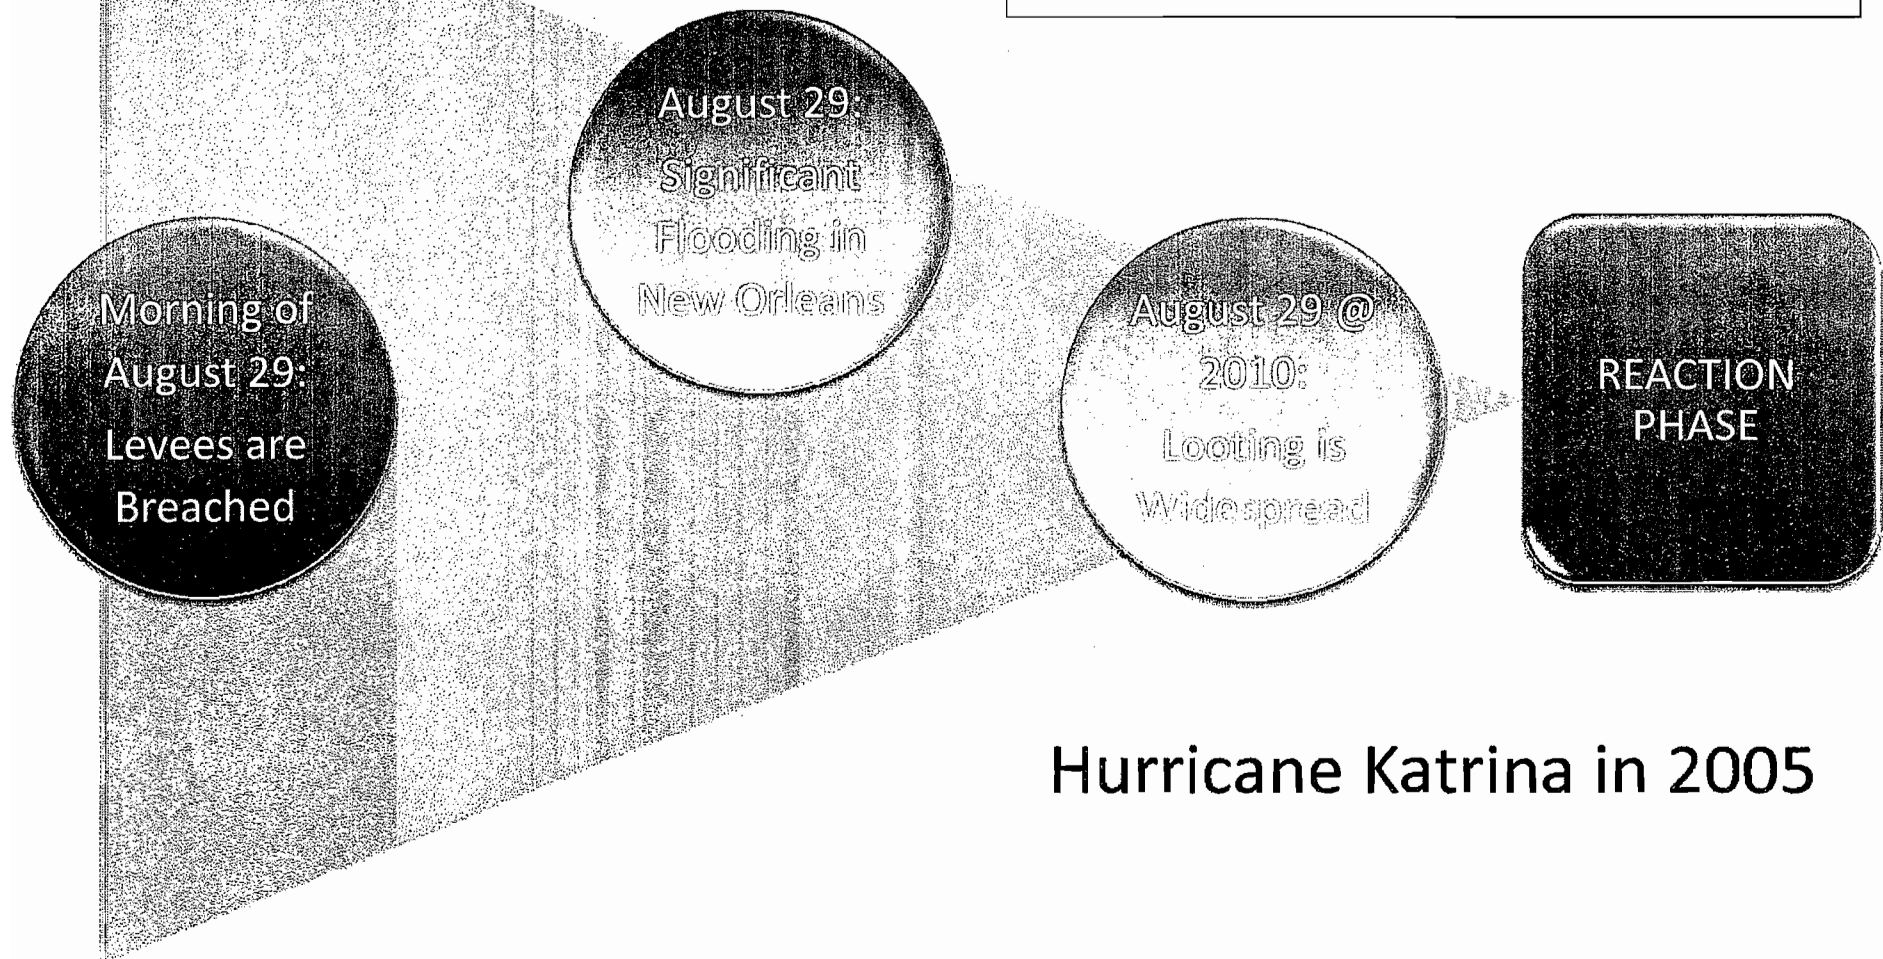 Morning of
August 29:
Levees are
Breached
August 29:
Significant
Flooding in
New Orleans
August 29 @
2010:
Looting is
Widespread
REACTION
PHASE
Hurricane Katrina in 2005